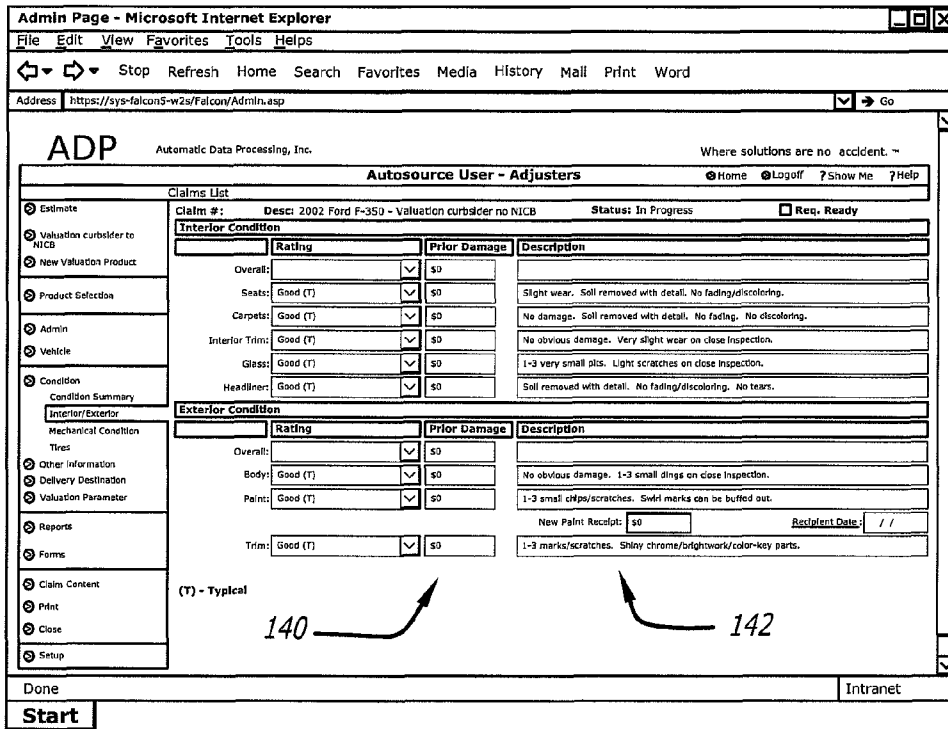 Admin Page - Microsoft Internet Explorer
File Edit View Favorites Tools Helps
Stop Refresh Home Search Favorites Media History Mail Print Word
Address https://sys-falcon5-w2s/Falcon/Admin.asp Go
ADP Automatic Data Processing, Inc. Where solutions are no accident. ™
Autosource User - Adjusters Home Logoff ?Show Me ?Help
Claims List
Estimate
Valuation curbsider to
NICB
New Valuation Product
Product Selection
Admin
Vehicle
Condition
Condition Summary
Interior/Exterior
Mechanical Condition
Tires
Other Information
Delivery Destination
Valuation Parameter
Reports
Forms
Claim Content
Print
Close
Setup
Claim #: Desc: 2002 Ford F-350 - Valuation curbsider no NICB Status: In Progress Req. Ready
Interior Condition
Rating Prior Damage Description
Overall: $0
Seats: Good (T) $0 Slight wear. Soil removed with detail. No fading/discoloring.
Carpets: Good (T) $0 No damage. Soil removed with detail. No fading. No discoloring.
Interior Trim: Good (T) $0 No obvious damage. Very slight wear on close inspection.
Glass: Good (T) $0 1-3 very small pits. Light scratches on close inspection.
Headliner: Good (T) $0 Soil removed with detail. No fading/discoloring. No tears.
Exterior Condition
Rating Prior Damage Description
Overall: $0
Body: Good (T) $0 No obvious damage. 1-3 small dings on close inspection.
Paint: Good (T) $0 1-3 small chips/scratches. Swirl marks can be buffed out.
New Paint Receipt: $0 Recipient Date: / /
Trim: Good (T) $0 1-3 marks/scratches. Shiny chrome/brightwork/color-key parts.
(T) - Typical
140 142
Done Intranet
Start